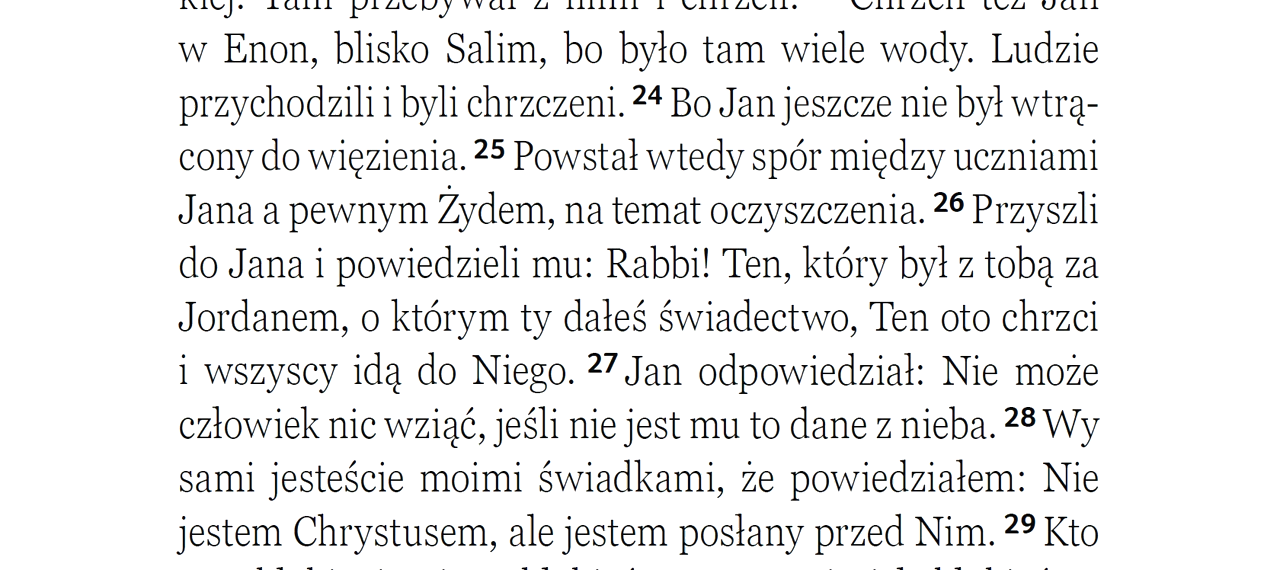 w Enon, blisko Salim, bo było tam wiele wody. Ludzie
przychodzili i byli chrzczeni. 24 Bo Jan jeszcze nie był wtrą-
cony do więzienia. 25 Powstał wtedy spór między uczniami
Jana a pewnym Żydem, na temat oczyszczenia. 26 Przyszli
do Jana i powiedzieli mu: Rabbi! Ten, który był z tobą za
Jordanem, o którym ty dałeś świadectwo, Ten oto chrzci
i wszyscy idą do Niego. 27 Jan odpowiedział: Nie może
człowiek nic wziąć, jeśli nie jest mu to dane z nieba. 28 Wy
sami jesteście moimi świadkami, że powiedziałem: Nie
jestem Chrystusem, ale jestem posłany przed Nim. 29 Kto